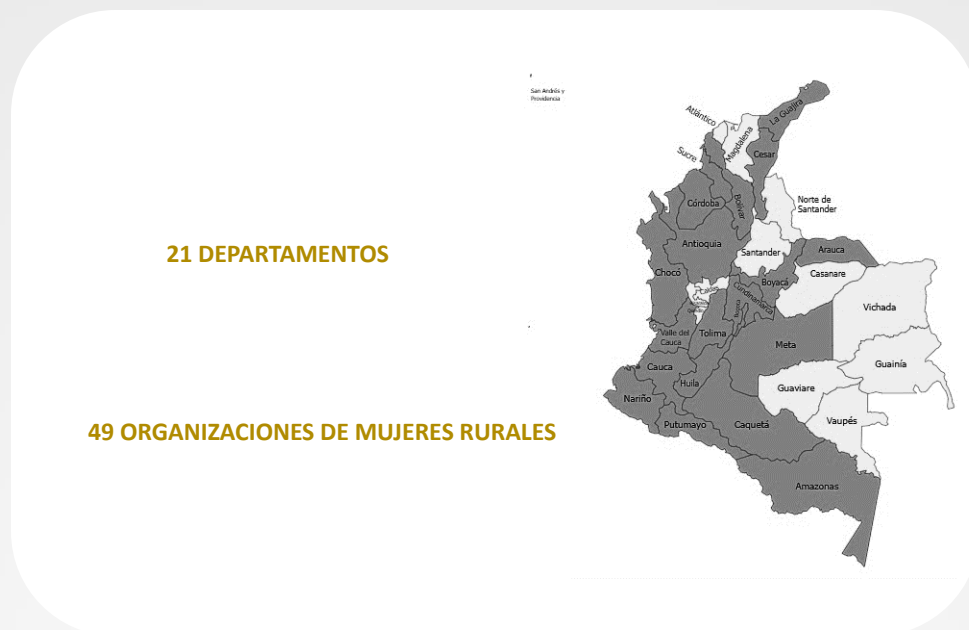 San Andrés y
Providencia
Atlántico
La Guajira
Magdalena
Cesar
Sucre
Norte de
Santander
Córdoba
Bolívar
21 DEPARTAMENTOS
Antioquia
Santander
Arauca
Chocó
Boyacá
Casanare
Caldas
Cundinamarca
Vichada
Valle del
Cauca
Tolima
Meta
Guainía
Cauca
Huila
Guaviare
Nariño
Putumayo
Caquetá
Vaupés
49 ORGANIZACIONES DE MUJERES RURALES
Amazonas